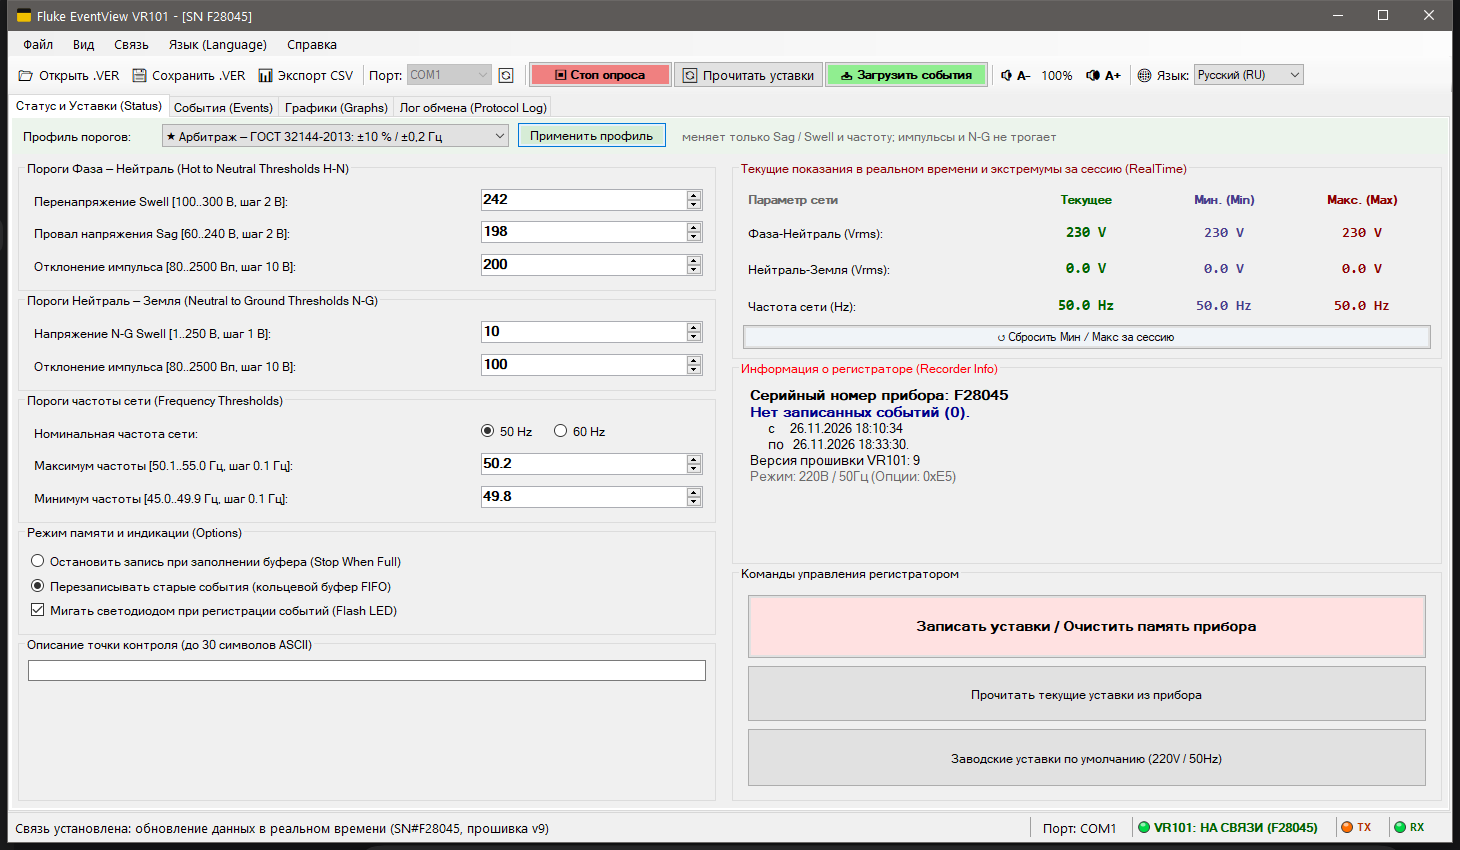 Fluke EventView VR101 - [SN F28045]
Файл Вид Связь Язык (Language) Справка
Открыть .VER Сохранить .VER Экспорт CSV Порт: COM1 Стоп опроса Прочитать уставки Загрузить события A− 100% A+ Язык: Русский (RU)
Статус и Уставки (Status) События (Events) Графики (Graphs) Лог обмена (Protocol Log)
Профиль порогов: ★ Арбитраж – ГОСТ 32144-2013: ±10 % / ±0,2 Гц Применить профиль меняет только Sag / Swell и частоту; импульсы и N-G не трогает
Пороги Фаза – Нейтраль (Hot to Neutral Thresholds H-N)
Перенапряжение Swell [100..300 В, шаг 2 В]: 242
Провал напряжения Sag [60..240 В, шаг 2 В]: 198
Отклонение импульса [80..2500 Вп, шаг 10 В]: 200
Пороги Нейтраль – Земля (Neutral to Ground Thresholds N-G)
Напряжение N-G Swell [1..250 В, шаг 1 В]: 10
Отклонение импульса [80..2500 Вп, шаг 10 В]: 100
Пороги частоты сети (Frequency Thresholds)
Номинальная частота сети: 50 Hz 60 Hz
Максимум частоты [50.1..55.0 Гц, шаг 0.1 Гц]: 50.2
Минимум частоты [45.0..49.9 Гц, шаг 0.1 Гц]: 49.8
Режим памяти и индикации (Options)
Остановить запись при заполнении буфера (Stop When Full)
Перезаписывать старые события (кольцевой буфер FIFO)
Мигать светодиодом при регистрации событий (Flash LED)
Описание точки контроля (до 30 символов ASCII)
Текущие показания в реальном времени и экстремумы за сессию (RealTime)
Параметр сети Текущее Мин. (Min) Макс. (Max)
Фаза-Нейтраль (Vrms): 230 V 230 V 230 V
Нейтраль-Земля (Vrms): 0.0 V 0.0 V 0.0 V
Частота сети (Hz): 50.0 Hz 50.0 Hz 50.0 Hz
↺ Сбросить Мин / Макс за сессию
Информация о регистраторе (Recorder Info)
Серийный номер прибора: F28045
Нет записанных событий (0).
с 26.11.2026 18:10:34
по 26.11.2026 18:33:30.
Версия прошивки VR101: 9
Режим: 220В / 50Гц (Опции: 0xE5)
Команды управления регистратором
Записать уставки / Очистить память прибора
Прочитать текущие уставки из прибора
Заводские уставки по умолчанию (220V / 50Hz)
Связь установлена: обновление данных в реальном времени (SN#F28045, прошивка v9) Порт: COM1 VR101: НА СВЯЗИ (F28045) TX RX